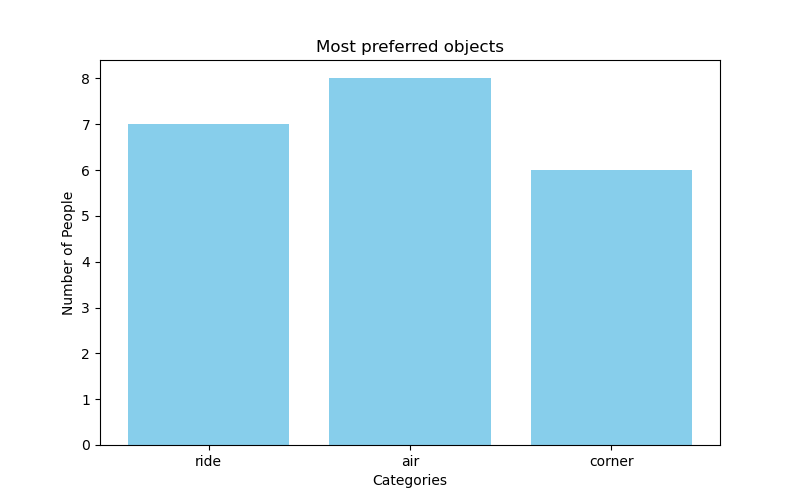 Most preferred objects
Number of People
8
7
6
5
4
3
2
1
0
ride air corner
Categories